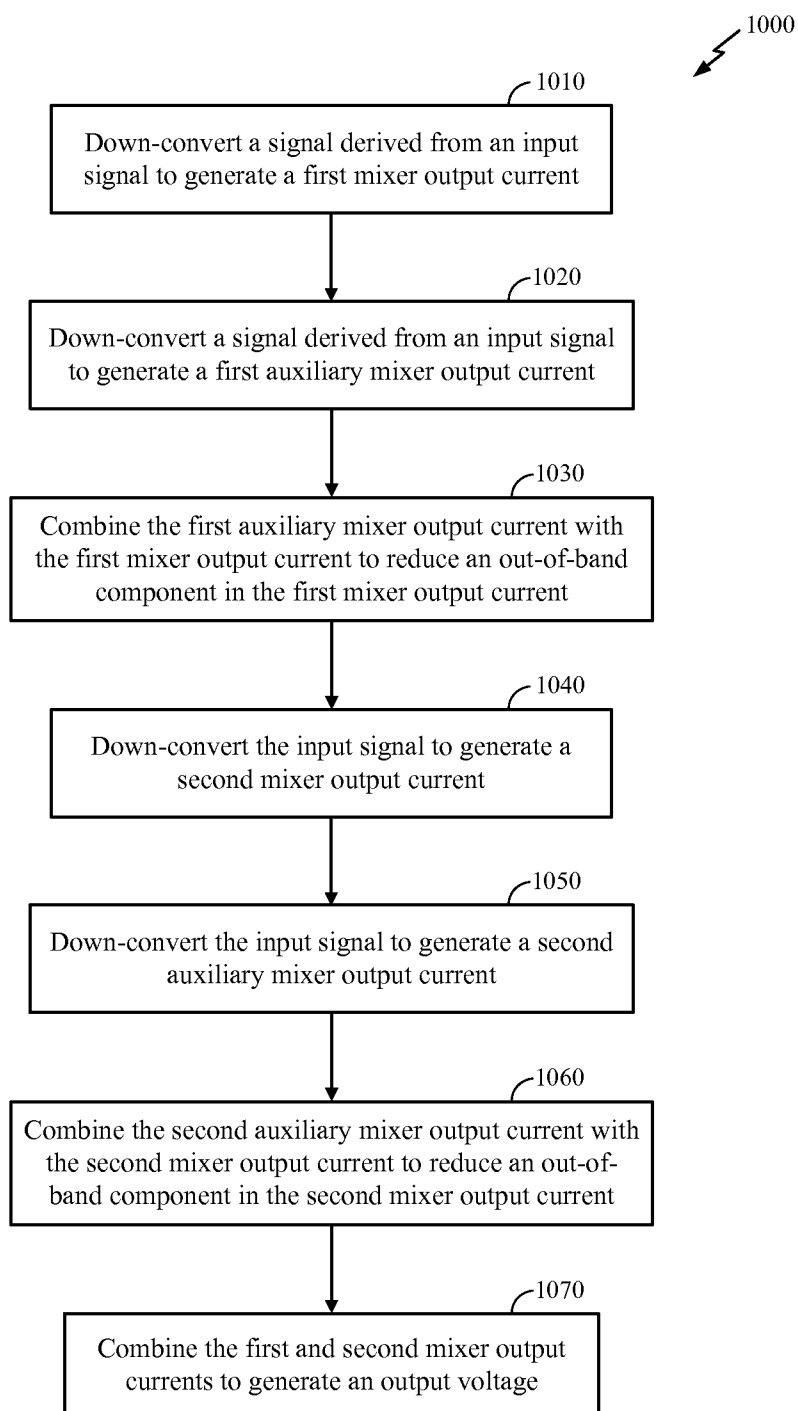 1000
1010
Down-convert a signal derived from an input
signal to generate a first mixer output current
1020
Down-convert a signal derived from an input signal
to generate a first auxiliary mixer output current
1030
Combine the first auxiliary mixer output current with
the first mixer output current to reduce an out-of-band
component in the first mixer output current
1040
Down-convert the input signal to generate a
second mixer output current
1050
Down-convert the input signal to generate a second
auxiliary mixer output current
1060
Combine the second auxiliary mixer output current with
the second mixer output current to reduce an out-of-
band component in the second mixer output current
1070
Combine the first and second mixer output
currents to generate an output voltage